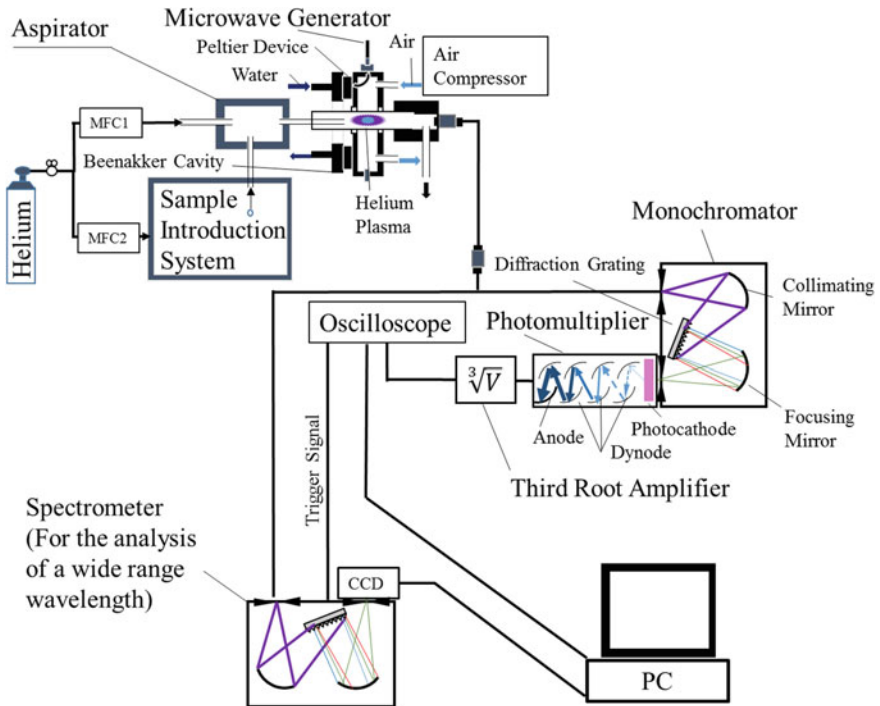 Microwave Generator
Aspirator
Peltier Device
Air
Water
Air
Compressor
MFC1
Beenakker Cavity
Helium
Plasma
Sample
Introduction
System
MFC2
Helium
Monochromator
Diffraction Grating
Collimating
Mirror
Oscilloscope
Photomultiplier
∛V
Anode
Dynode
Photocathode
Focusing
Mirror
Third Root Amplifier
Trigger Signal
Spectrometer
(For the analysis
of a wide range
wavelength)
CCD
PC